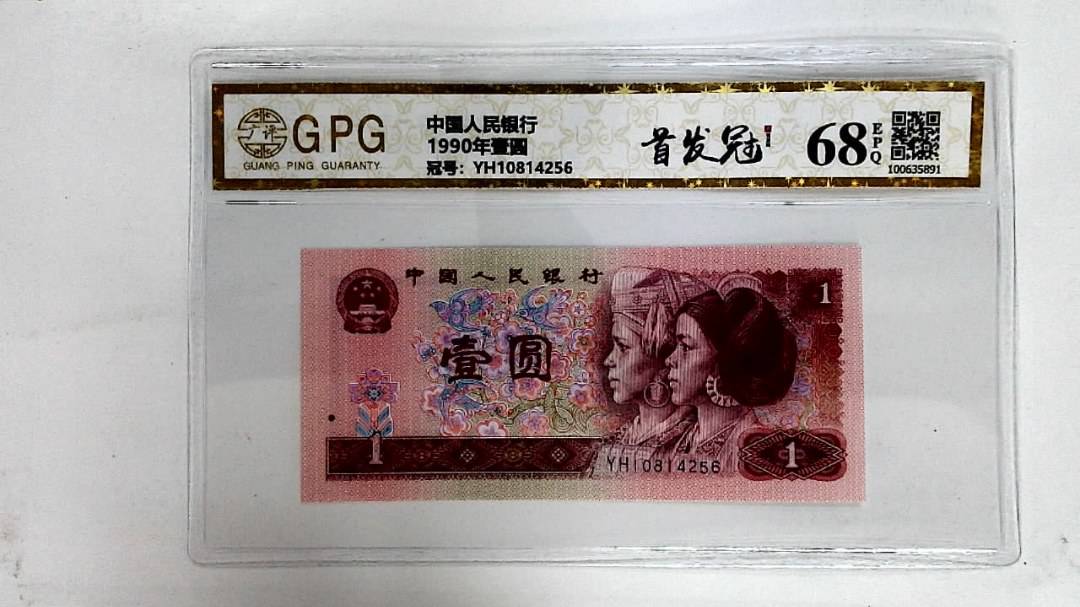 广评
GPG
GUANG PING GUARANTY
中国人民银行
1990年壹圆
冠号: YH10814256
首发冠
68
EPQ
100635891
中国人民银行
1
壹圆
1
YH10814256
1